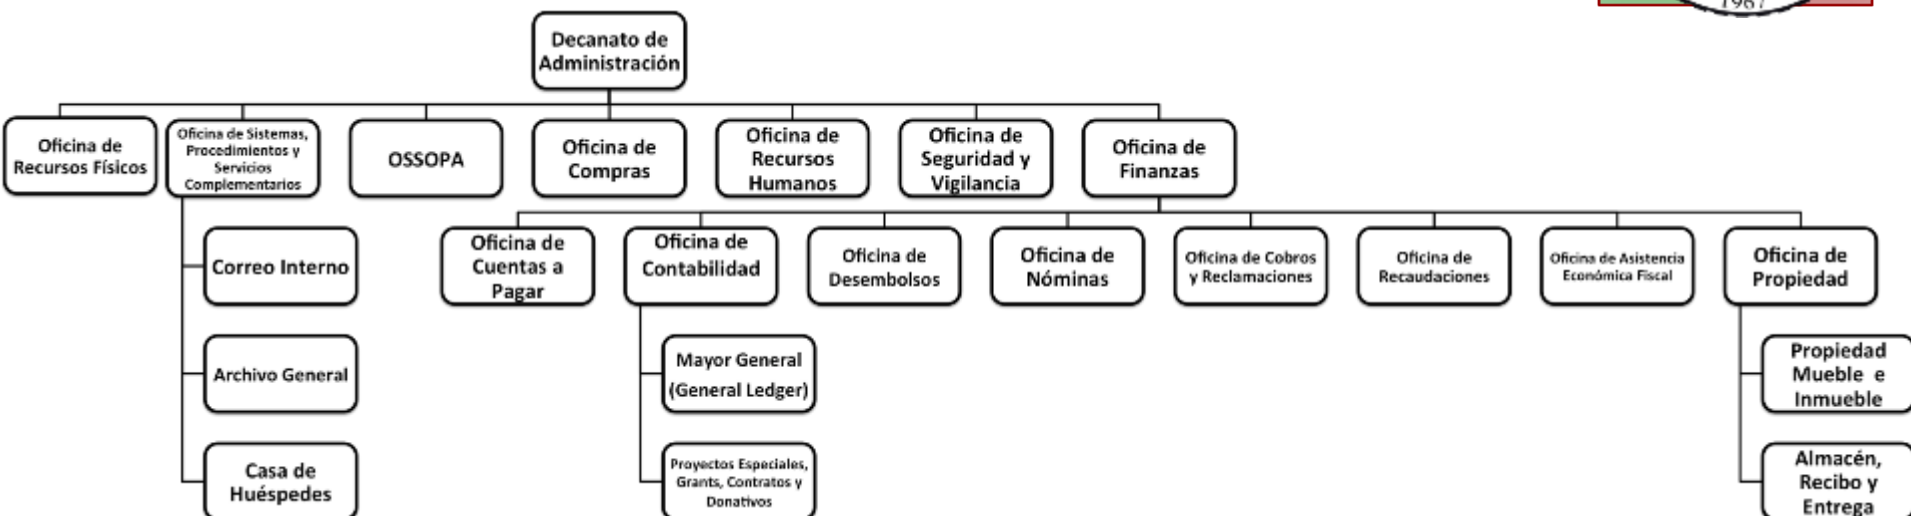 1967
Decanato de
Administración
Oficina de
Recursos Físicos
Oficina de Sistemas,
Procedimientos y
Servicios
Complementarios
OSSOPA
Oficina de
Compras
Oficina de
Recursos
Humanos
Oficina de
Seguridad y
Vigilancia
Oficina de
Finanzas
Correo Interno
Archivo General
Casa de
Huéspedes
Oficina de
Cuentas a
Pagar
Oficina de
Contabilidad
Oficina de
Desembolsos
Oficina de
Nóminas
Oficina de Cobros
y Reclamaciones
Oficina de
Recaudaciones
Oficina de Asistencia
Económica Fiscal
Oficina de
Propiedad
Mayor General
(General Ledger)
Proyectos Especiales,
Grants, Contratos y
Donativos
Propiedad
Mueble e
Inmueble
Almacén,
Recibo y
Entrega